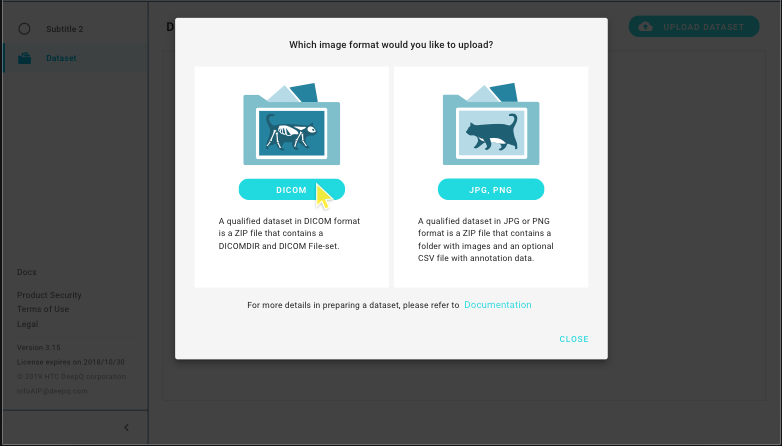 Subtitle 2
D
UPLOAD DATASET
Dataset
Which image format would you like to upload?
DICOM
JPG, PNG
A qualified dataset in DICOM format
is a ZIP file that contains a
DICOMDIR and DICOM File-set.
A qualified dataset in JPG or PNG
format is a ZIP file that contains a
folder with images and an optional
CSV file with annotation data.
For more details in preparing a dataset, please refer to Documentation
CLOSE
Docs
Product Security
Terms of Use
Legal
Version 3.15
License expires on 2018/10/30
© 2019 HTC DeepQ corporation
infoAIP@deepq.com